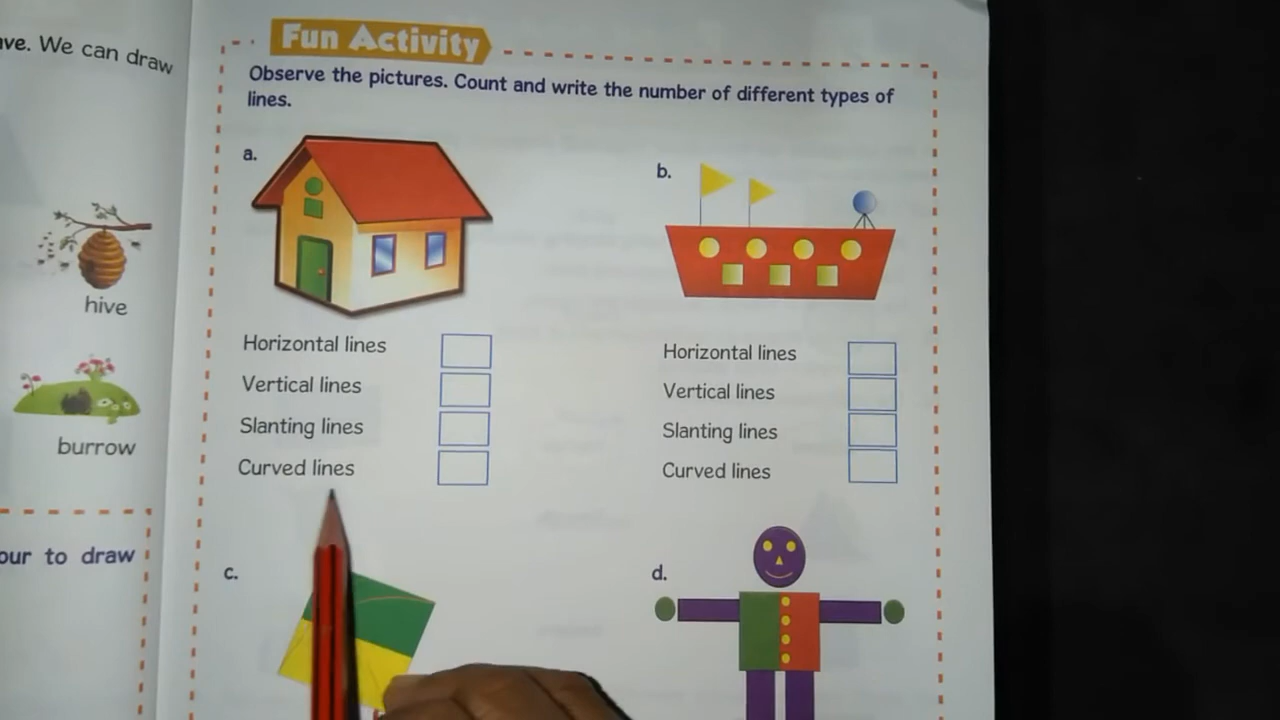 ve. We can draw
hive
burrow
our to draw
Fun Activity
Observe the pictures. Count and write the number of different types of
lines.
a.
Horizontal lines
Vertical lines
Slanting lines
Curved lines
b.
Horizontal lines
Vertical lines
Slanting lines
Curved lines
c.
d.